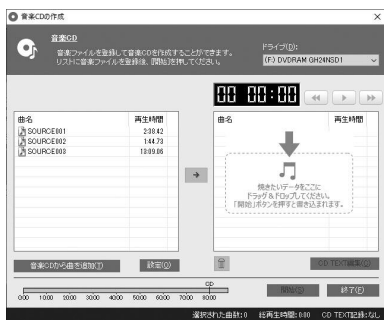 音楽CDの作成
音楽CD
音楽ファイルを登録して音楽CDを作成することができます。
リストに音楽ファイルを登録後、[開始]を押してください。
ドライブ(D):
(F:) DVDRAM GH24NSD1
00 00:00
曲名 再生時間
SOURCE001 2:38.42
SOURCE002 1:44.73
SOURCE003 13:09.06
曲名 再生時間
焼きたいデータをここに
ドラッグ&ドロップしてください。
「開始」ボタンを押すと書き込まれます。
音楽CDから曲を追加(T)
設定(O)
CD TEXT編集(C)
CD
0:00 10:00 20:00 30:00 40:00 50:00 60:00 70:00 80:00
開始(S)
終了(E)
選択された曲数:0 総再生時間:0:00 CD TEXT記録:なし